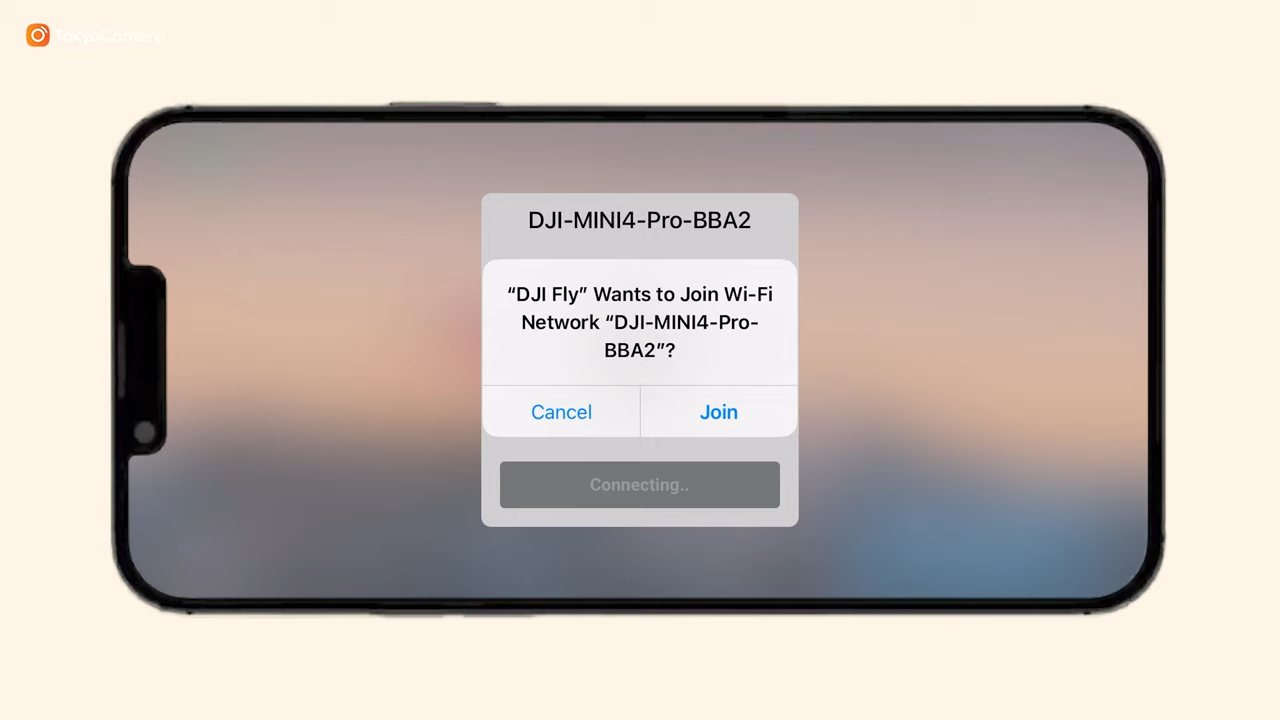 TokyoCamera
DJI-MINI4-Pro-BBA2
“DJI Fly” Wants to Join Wi-Fi
Network “DJI-MINI4-Pro-
BBA2”?
Cancel
Join
Connecting..